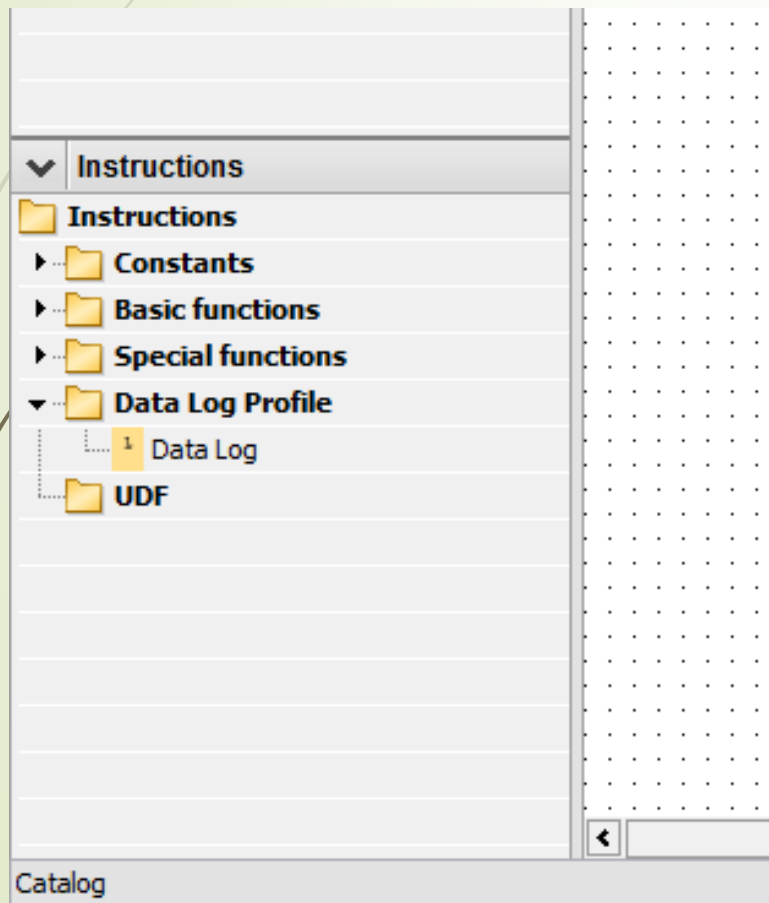 Instructions
Instructions
Constants
Basic functions
Special functions
Data Log Profile
1 Data Log
UDF
Catalog